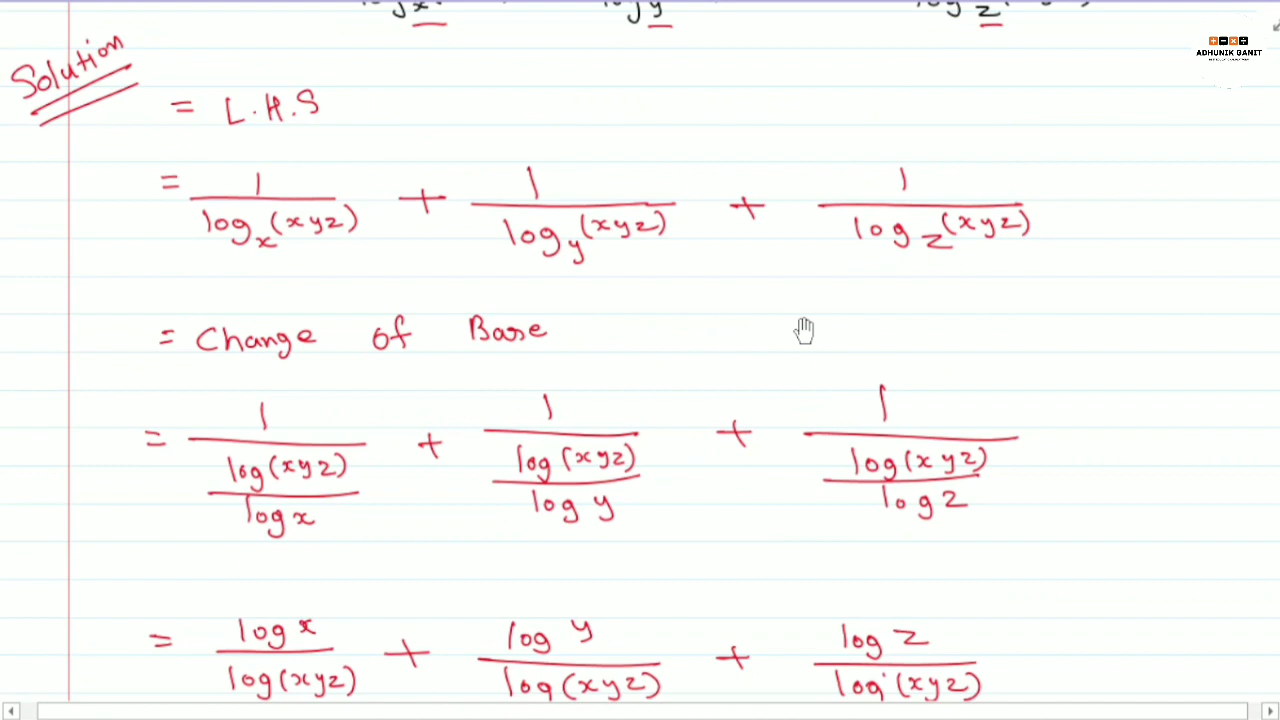 Solution
ADHUNIK GANIT
= L.H.S
= 1/log_x(xyz) + 1/log_y(xyz) + 1/log_z(xyz)
= Change of Base
= 1/(log(xyz)/log x) + 1/(log(xyz)/log y) + 1/(log(xyz)/log z)
= log x/log(xyz) + log y/log(xyz) + log z/log(xyz)